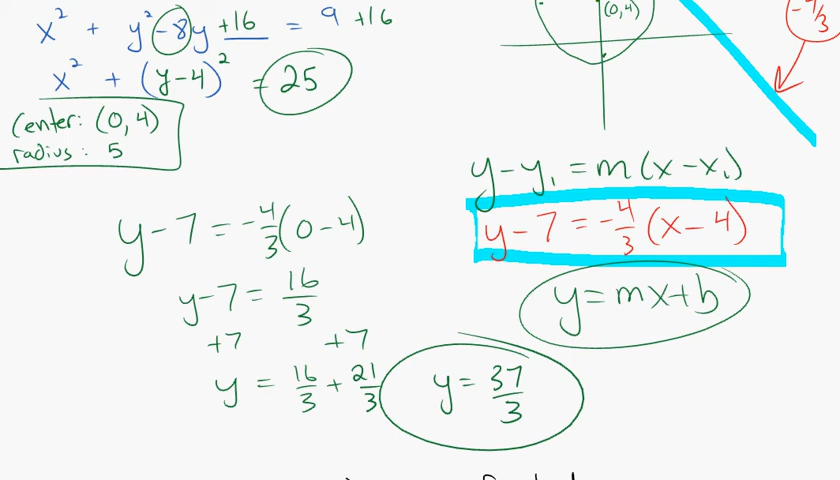 x² + y² - 8y + 16 = 9 + 16
x² + (y - 4)² = 25
Center: (0, 4)
radius: 5
(0, 4)
y - y₁ = m(x - x₁)
y - 7 = -4/3 (x - 4)
y = mx + b
y - 7 = -4/3 (0 - 4)
y - 7 = 16/3
+7 +7
y = 16/3 + 21/3
y = 37/3